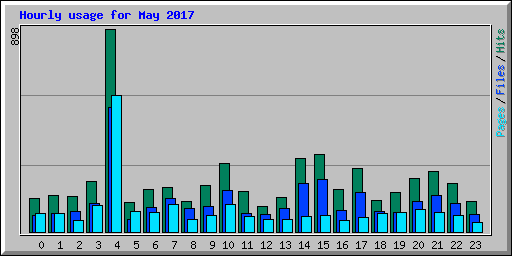 Hourly usage for May 2017
898
Pages / Files / Hits
0 1 2 3 4 5 6 7 8 9 10 11 12 13 14 15 16 17 18 19 20 21 22 23